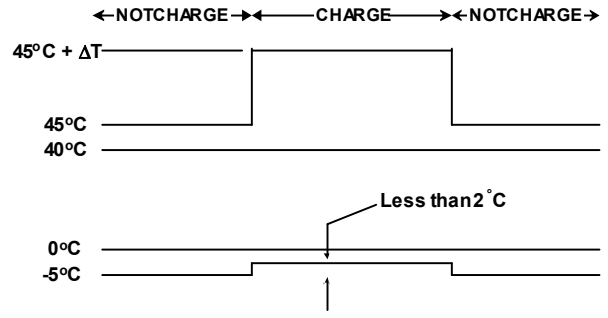 NOTCHARGE CHARGE NOTCHARGE
45°C + ΔT
45°C
40°C
Less than 2°C
0°C
-5°C